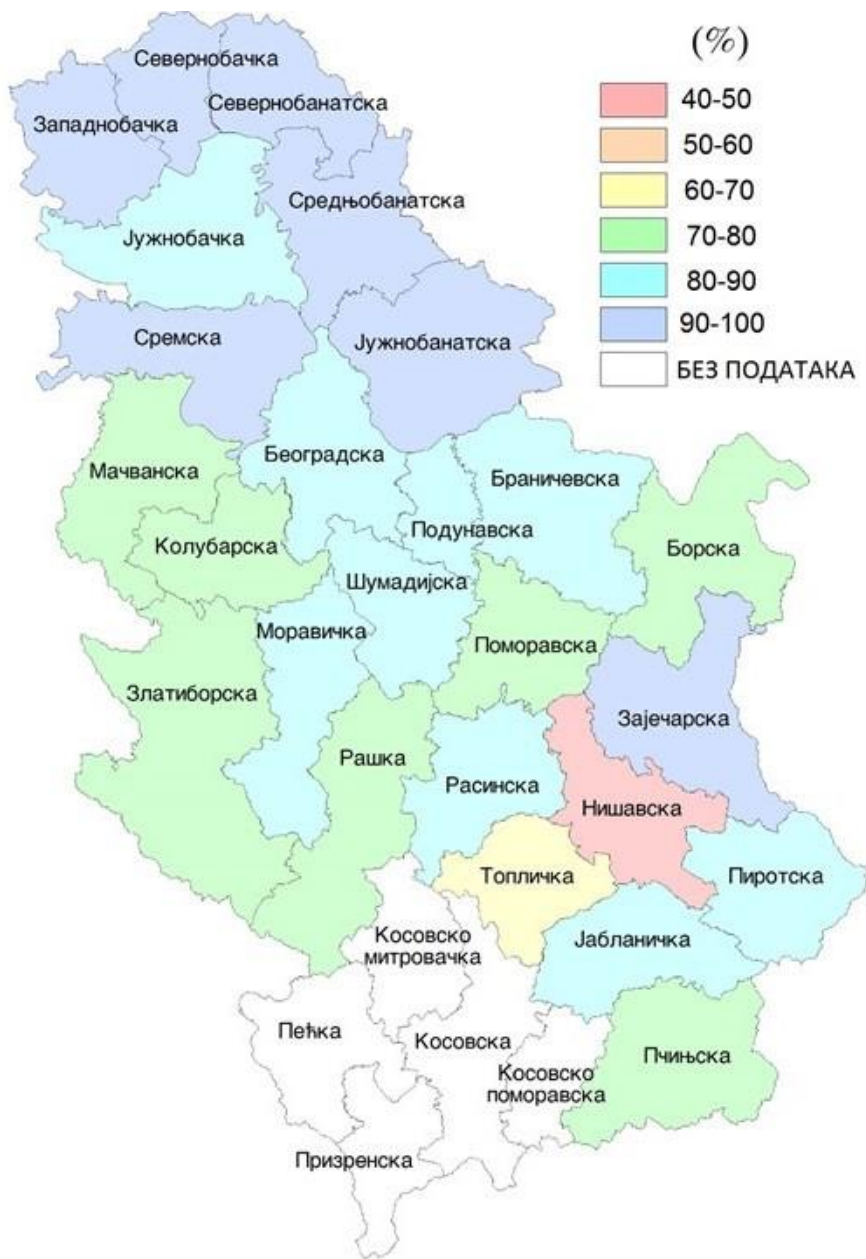 (%)
40-50
50-60
60-70
70-80
80-90
90-100
БЕЗ ПОДАТАКА
Севернобачка
Севернобанатска
Западнобачка
Средњобанатска
Јужнобачка
Сремска
Јужнобанатска
Мачванска
Београдска
Браничевска
Подунавска
Колубарска
Борска
Шумадијска
Моравичка
Поморавска
Златиборска
Зајечарска
Рашка
Расинска
Нишавска
Топличка
Пиротска
Косовско
митровачка
Јабланичка
Пећка
Косовска
Косовско
поморавска
Пчињска
Призренска